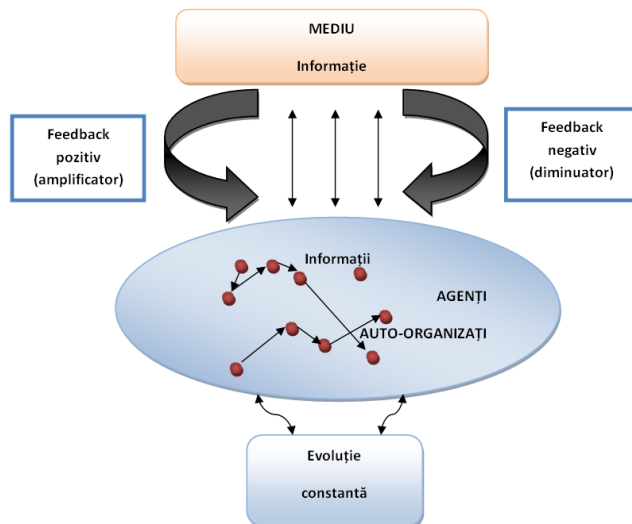 MEDIU
Informație
Feedback
pozitiv
(amplificator)
Feedback
negativ
(diminuator)
Informații
AGENȚI
AUTO-ORGANIZAȚI
Evoluție
constantă